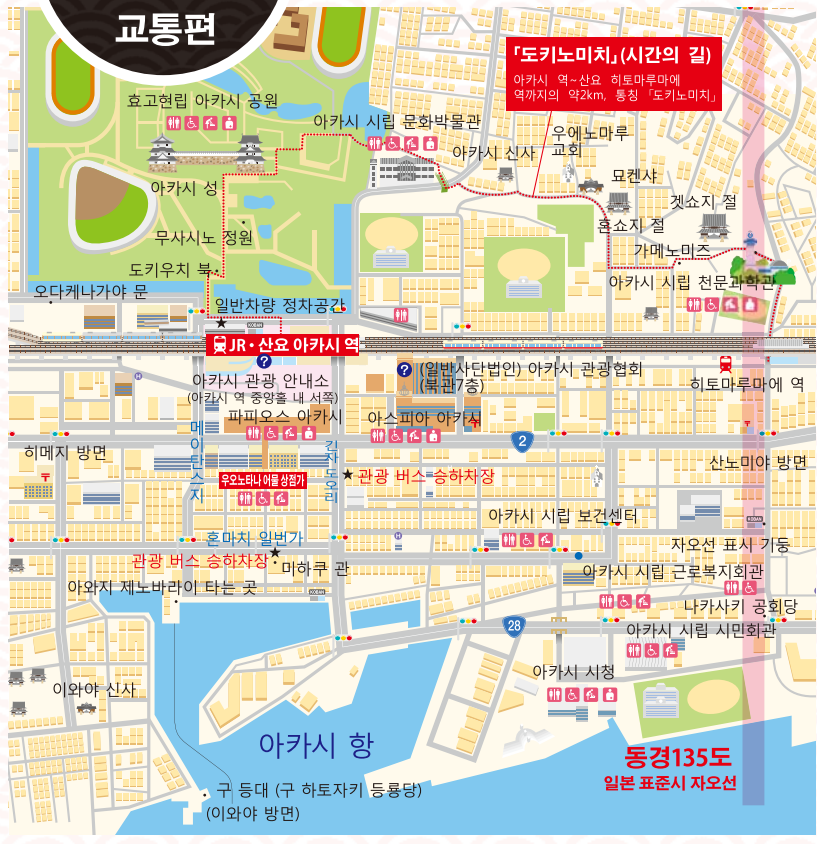 교통편
「도키노미치」(시간의 길)
아카시 역~산요 히토마루마에
역까지의 약2km, 통칭 「도키노미치」
효고현립 아카시 공원
아카시 시립 문화박물관
우에노마루
교회
아카시 신사
묘켄샤
아카시 성
겟쇼지 절
혼쇼지 절
무사시노 정원
가메노미즈
도키우치 북
아카시 시립 천문과학관
오다케나가야 문
일반차량 정차공간
KOBAN
JR・산요 아카시 역
?
?
(일반사단법인) 아카시 관광협회
(북관7층)
아카시 관광 안내소
(아카시 역 중앙홀 내 서쪽)
히토마루마에 역
H
파피오스 아카시
아스피아 아카시
메이단스지
긴자 도오리
2
히메지 방면
산노미야 방면
관광 버스 승하차장
우오노타나 어물 상점가
아카시 시립 보건센터
KOBAN
혼마치 일번가
H
자오선 표시 기둥
관광 버스 승하차장
마하쿠 관
아카시 시립 근로복지회관
아와지 제노바라이 타는 곳
KOBAN
나카사키 공회당
28
아카시 시립 시민회관
아카시 시청
이와야 신사
아카시 항
동경135도
일본 표준시 자오선
구 등대 (구 하토자키 등룡당)
(이와야 방면)